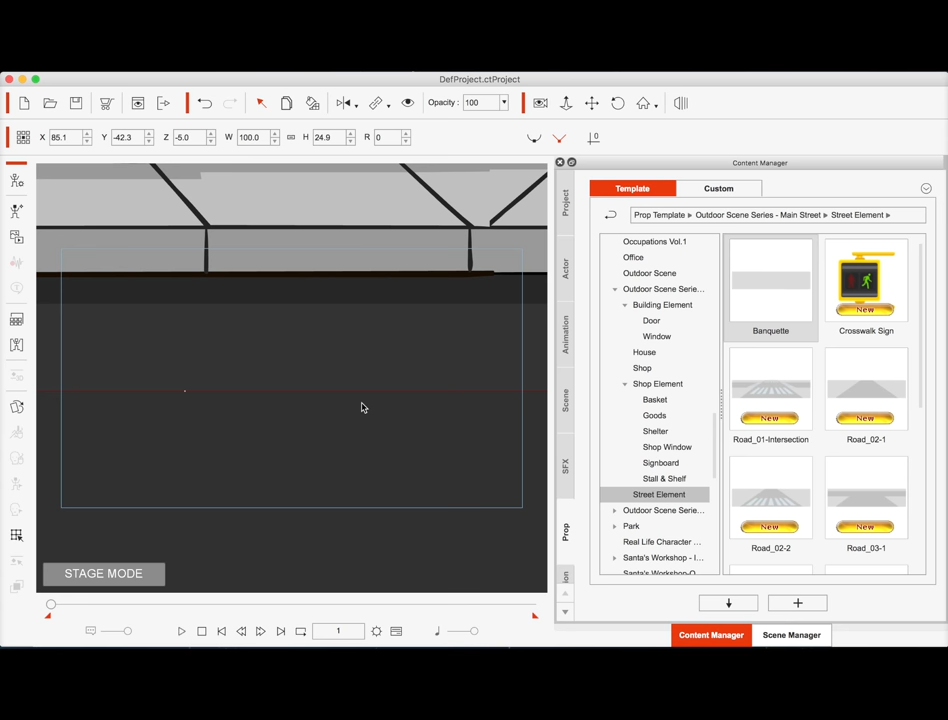 DefProject.ctProject
Opacity : 100
X 85.1 Y -42.3 Z -5.0 W 100.0 H 24.9 R 0
Content Manager
Template Custom
Prop Template Outdoor Scene Series - Main Street Street Element
Project
Actor
Animation
Scene
SFX
Prop
Occupations Vol.1
Office
Outdoor Scene
Outdoor Scene Serie...
Building Element
Door
Window
House
Shop
Shop Element
Basket
Goods
Shelter
Shop Window
Signboard
Stall & Shelf
Street Element
Outdoor Scene Serie...
Park
Real Life Character ...
Santa's Workshop - I...
Santa's Workshop-O
Banquette
New
Crosswalk Sign
New
Road_01-Intersection
New
Road_02-1
New
Road_02-2
New
Road_03-1
STAGE MODE
1
Content Manager Scene Manager